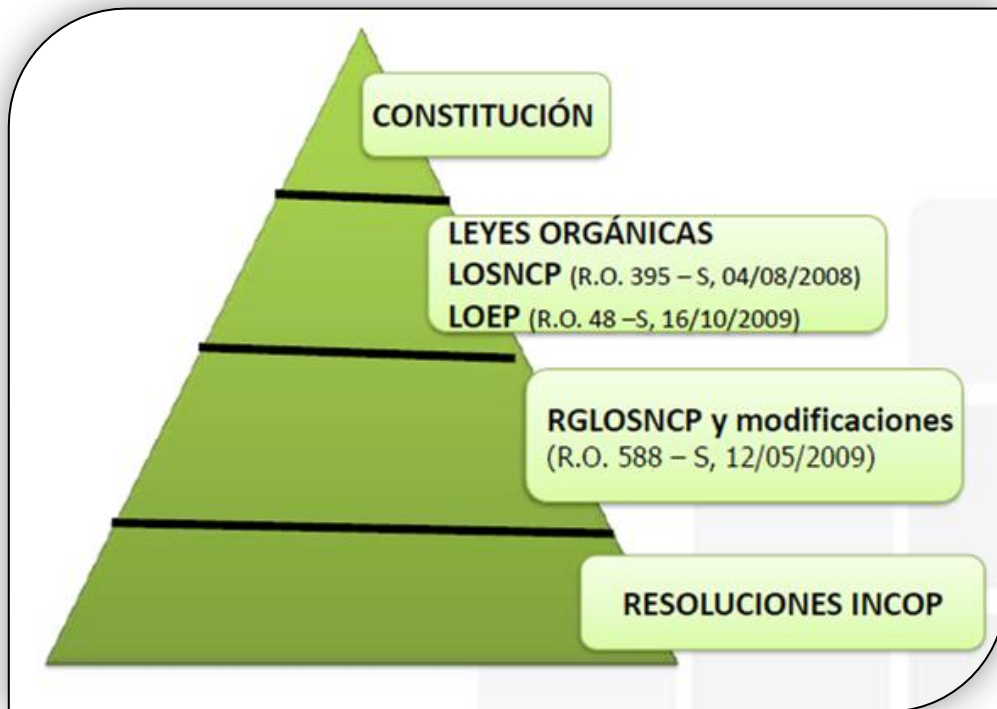 CONSTITUCIÓN
LEYES ORGÁNICAS
LOSNCP (R.O. 395 – S, 04/08/2008)
LOEP (R.O. 48 –S, 16/10/2009)
RGLOSNCP y modificaciones
(R.O. 588 – S, 12/05/2009)
RESOLUCIONES INCOP